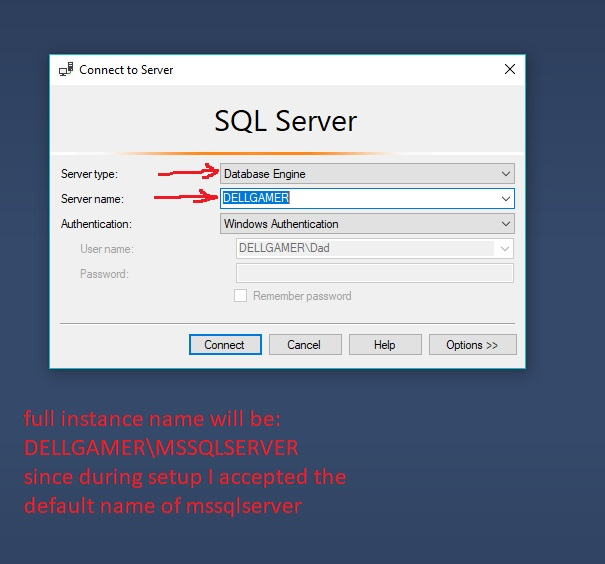 Connect to Server
SQL Server
Server type: Database Engine
Server name: DELLGAMER
Authentication: Windows Authentication
User name: DELLGAMER\Dad
Password:
Remember password
Connect Cancel Help Options >>
full instance name will be:
DELLGAMER\MSSQLSERVER
since during setup I accepted the
default name of mssqlserver